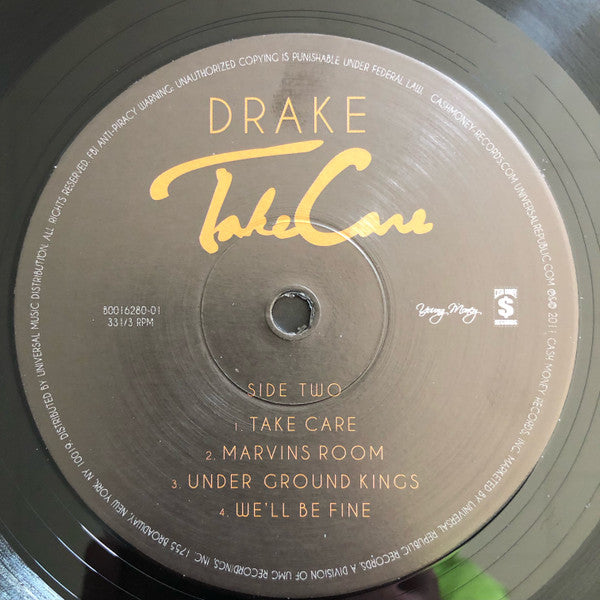 DRAKE
Take Care
B0016280-01
33 1/3 RPM
Young Money
CASH MONEY
RECORDS
SIDE TWO
1. TAKE CARE
2. MARVINS ROOM
3. UNDER GROUND KINGS
4. WE'LL BE FINE
℗© 2011 CASH MONEY RECORDS, INC. MARKETED BY UNIVERSAL REPUBLIC RECORDS, A DIVISION OF UMG RECORDINGS, INC. 1755 BROADWAY, NEW YORK, NY 10019. DISTRIBUTED BY UNIVERSAL MUSIC DISTRIBUTION. ALL RIGHTS RESERVED. FBI ANTI-PIRACY WARNING: UNAUTHORIZED COPYING IS PUNISHABLE UNDER FEDERAL LAW. CASHMONEY-RECORDS.COM UNIVERSALREPUBLIC.COM